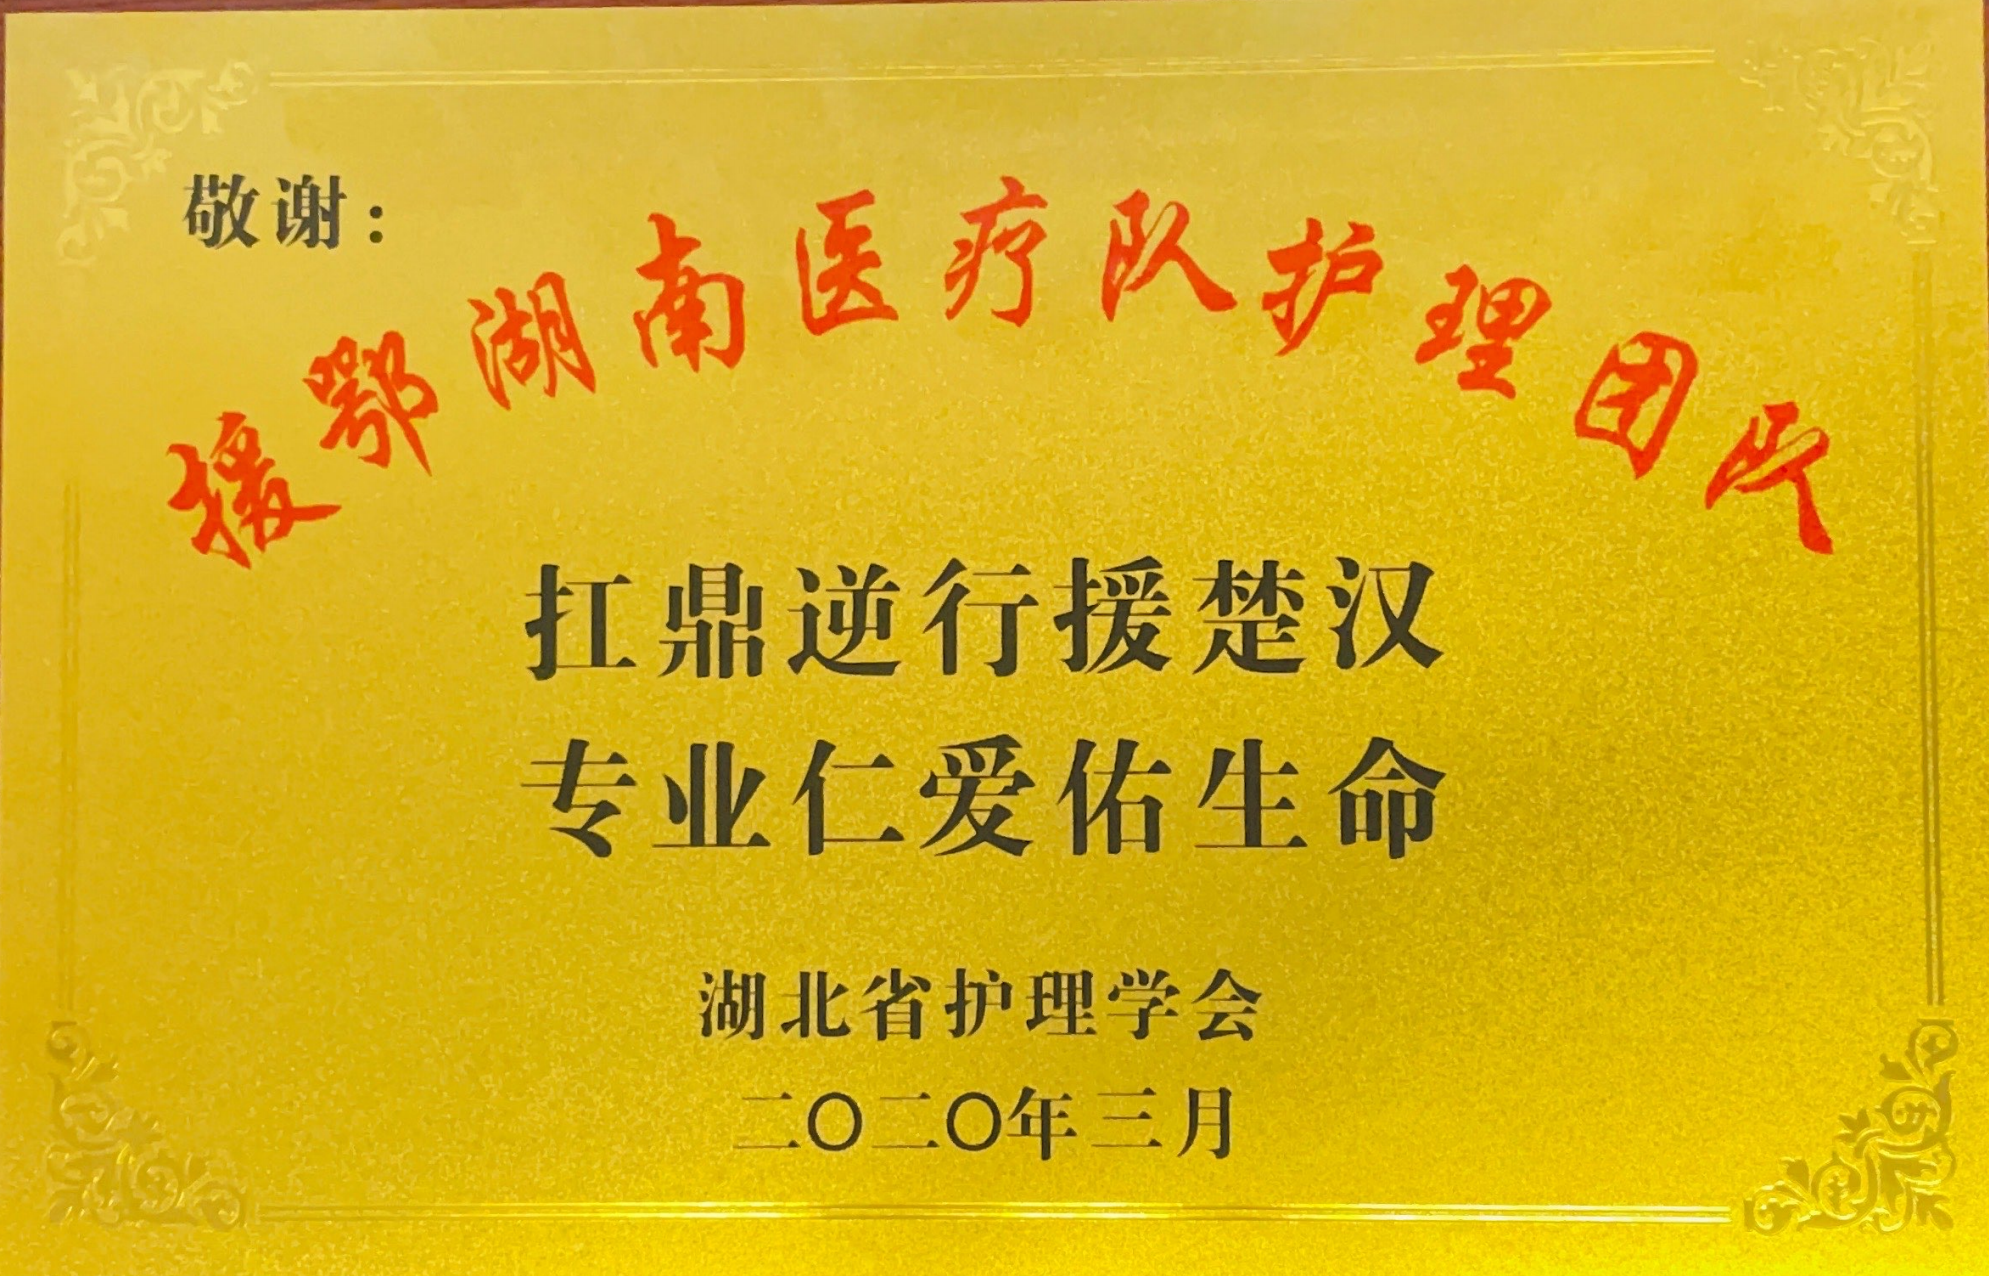 敬谢：
援鄂湖南医疗队护理团队
扛鼎逆行援楚汉
专业仁爱佑生命
湖北省护理学会
二〇二〇年三月